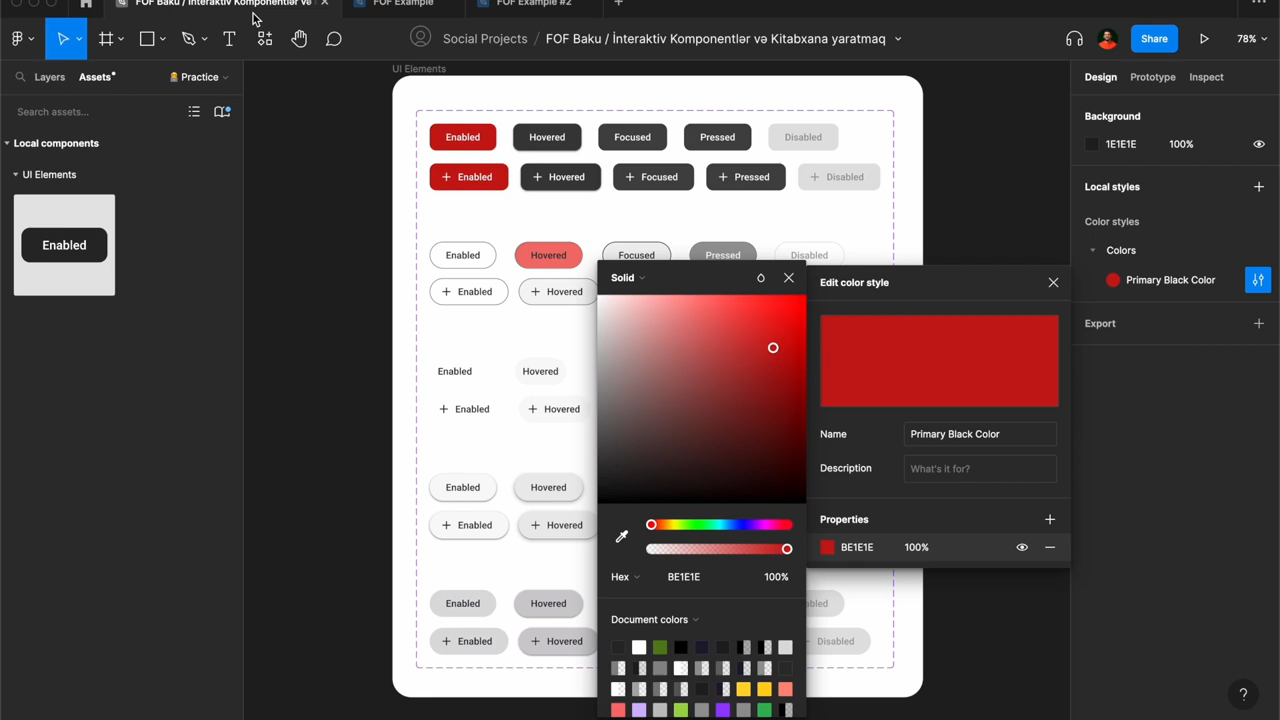 FOF Baku / İnteraktiv Komponentlər və
FOF Example
FOF Example #2
Social Projects / FOF Baku / İnteraktiv Komponentlər və Kitabxana yaratmaq
Share
78%
Layers
Assets
Practice
Search assets...
Local components
UI Elements
Enabled
UI Elements
Enabled Hovered Focused Pressed Disabled
+ Enabled + Hovered + Focused + Pressed + Disabled
Enabled Hovered Focused Pressed Disabled
+ Enabled + Hovered
Enabled Hovered
+ Enabled + Hovered
Enabled Hovered
+ Enabled + Hovered
Enabled Hovered
+ Enabled + Hovered + Disabled
Solid
Hex BE1E1E 100%
Document colors
Edit color style
Name Primary Black Color
Description What's it for?
Properties
BE1E1E 100%
Design Prototype Inspect
Background
1E1E1E 100%
Local styles
Color styles
Colors
Primary Black Color
Export
?